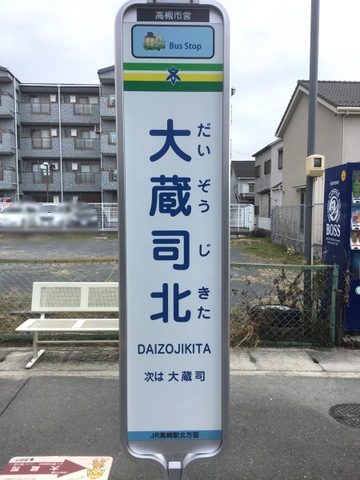 高槻市営
Bus Stop
大蔵司北
だいぞうじきた
DAIZOJIKITA
次は 大蔵司
JR高槻駅北方面
BOSS